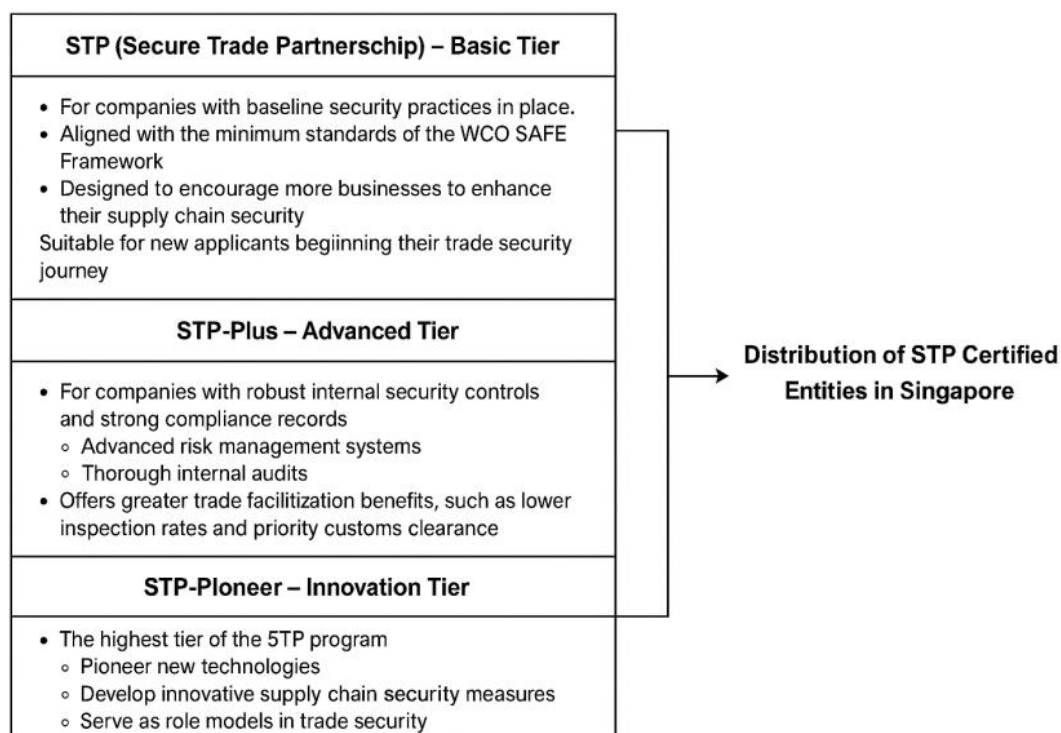 STP (Secure Trade Partnerschip) – Basic Tier
• For companies with baseline security practices in place.
• Aligned with the minimum standards of the WCO SAFE
Framework
• Designed to encourage more businesses to enhance
their supply chain security
Suitable for new applicants begiinning their trade security
journey
STP-Plus – Advanced Tier
• For companies with robust internal security controls
and strong compliance records
∘ Advanced risk management systems
∘ Thorough internal audits
• Offers greater trade facilitization benefits, such as lower
inspection rates and priority customs clearance
STP-Ploneer – Innovation Tier
• The highest tier of the 5TP program
∘ Pioneer new technologies
∘ Develop innovative supply chain security measures
∘ Serve as role models in trade security
Distribution of STP Certified
Entities in Singapore